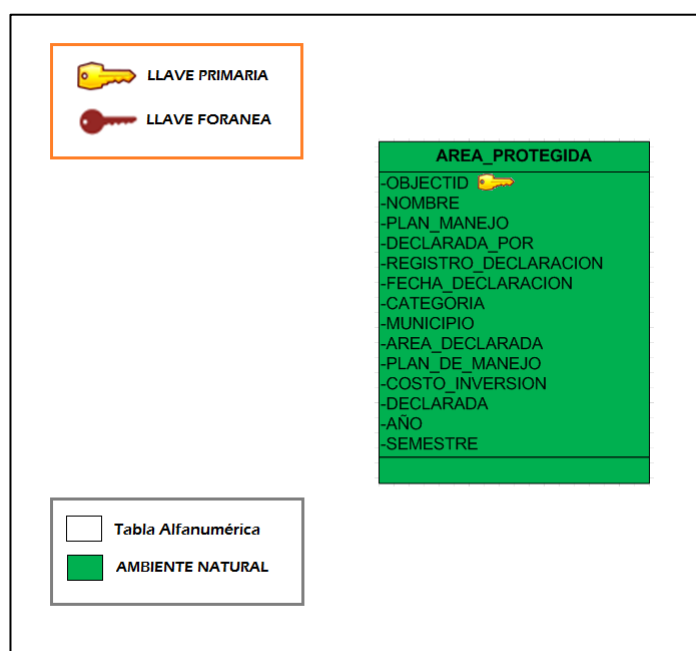 LLAVE PRIMARIA
LLAVE FORANEA
AREA_PROTEGIDA
-OBJECTID
-NOMBRE
-PLAN_MANEJO
-DECLARADA_POR
-REGISTRO_DECLARACION
-FECHA_DECLARACION
-CATEGORIA
-MUNICIPIO
-AREA_DECLARADA
-PLAN_DE_MANEJO
-COSTO_INVERSION
-DECLARADA
-AÑO
-SEMESTRE
Tabla Alfanumérica
AMBIENTE NATURAL